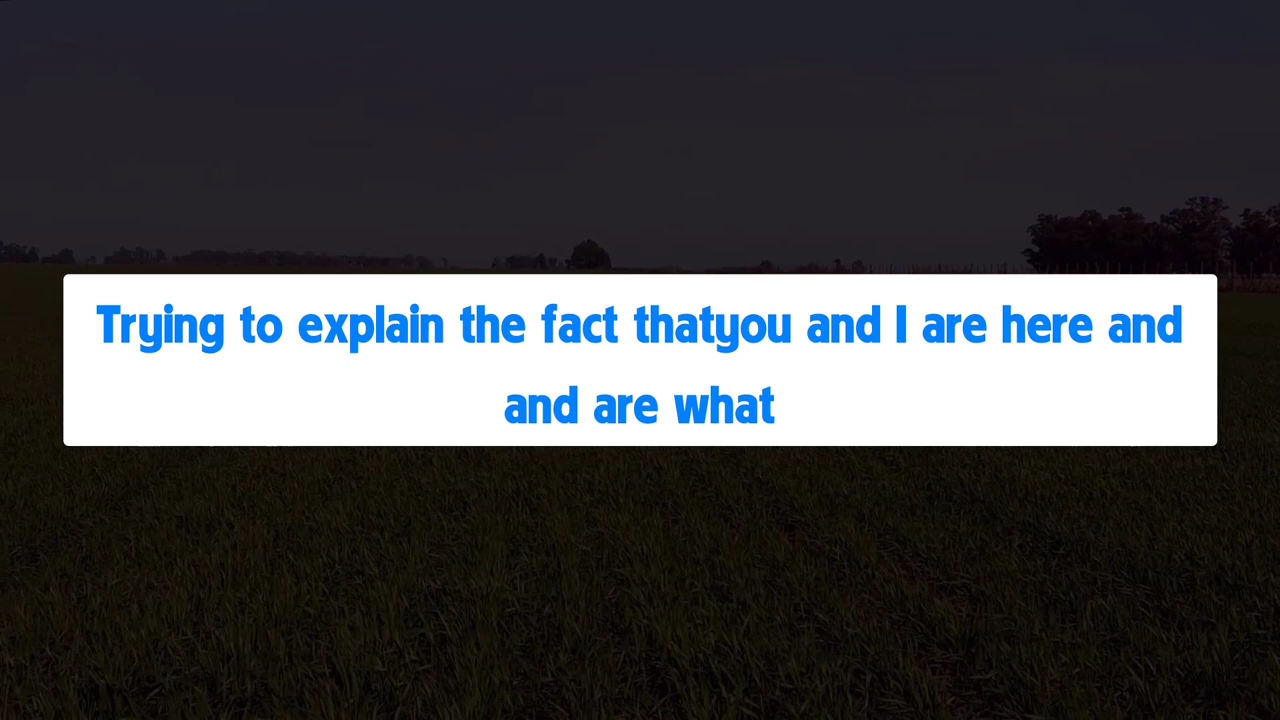 Trying to explain the fact thatyou and I are here and
and are what